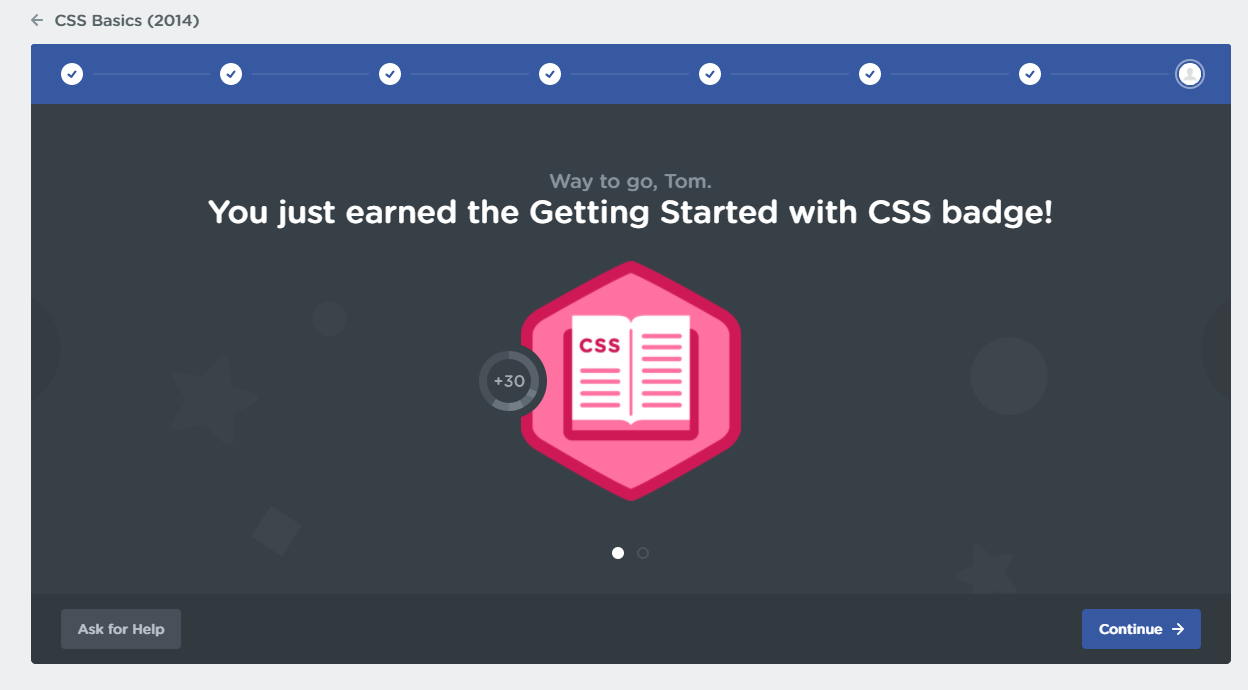 CSS Basics (2014)
Way to go, Tom.
You just earned the Getting Started with CSS badge!
CSS
+30
Ask for Help
Continue